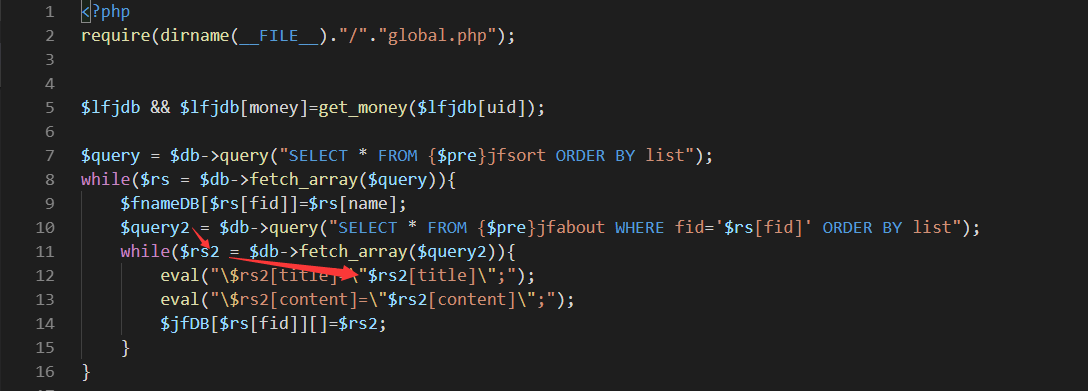 1 <?php
2 require(dirname(__FILE__)."/"."global.php");
3
4
5 $lfjdb && $lfjdb[money]=get_money($lfjdb[uid]);
6
7 $query = $db->query("SELECT * FROM {$pre}jfsort ORDER BY list");
8 while($rs = $db->fetch_array($query)){
9 $fnameDB[$rs[fid]]=$rs[name];
10 $query2 = $db->query("SELECT * FROM {$pre}jfabout WHERE fid='$rs[fid]' ORDER BY list");
11 while($rs2 = $db->fetch_array($query2)){
12 eval("\$rs2[title]=\"$rs2[title]\";");
13 eval("\$rs2[content]=\"$rs2[content]\";");
14 $jfDB[$rs[fid]][]=$rs2;
15 }
16 }